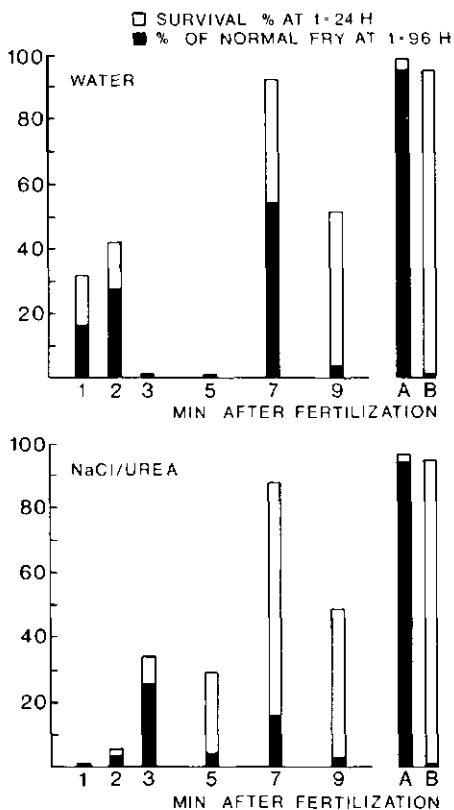 SURVIVAL % AT t=24 H
% OF NORMAL FRY AT t=96 H
WATER
100
80
60
40
20
1 2 3 5 7 9 A B
MIN AFTER FERTILIZATION
NaCl/UREA
100
80
60
40
20
1 2 3 5 7 9 A B
MIN AFTER FERTILIZATION